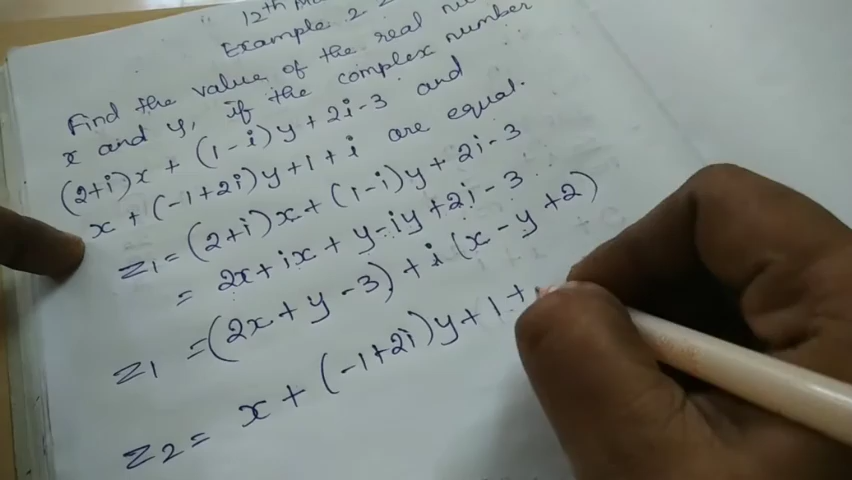 12th
Example 2
Find the value of the real
x and y, if the complex number
(2+i)x + (1-i)y + 2i-3 and
x + (-1+2i)y + 1 + i are equal.
z1 = (2+i)x + (1-i)y + 2i-3
= 2x + ix + y-iy + 2i-3
z1 = (2x + y - 3) + i(x - y + 2)
z2 = x + (-1+2i)y + 1 +